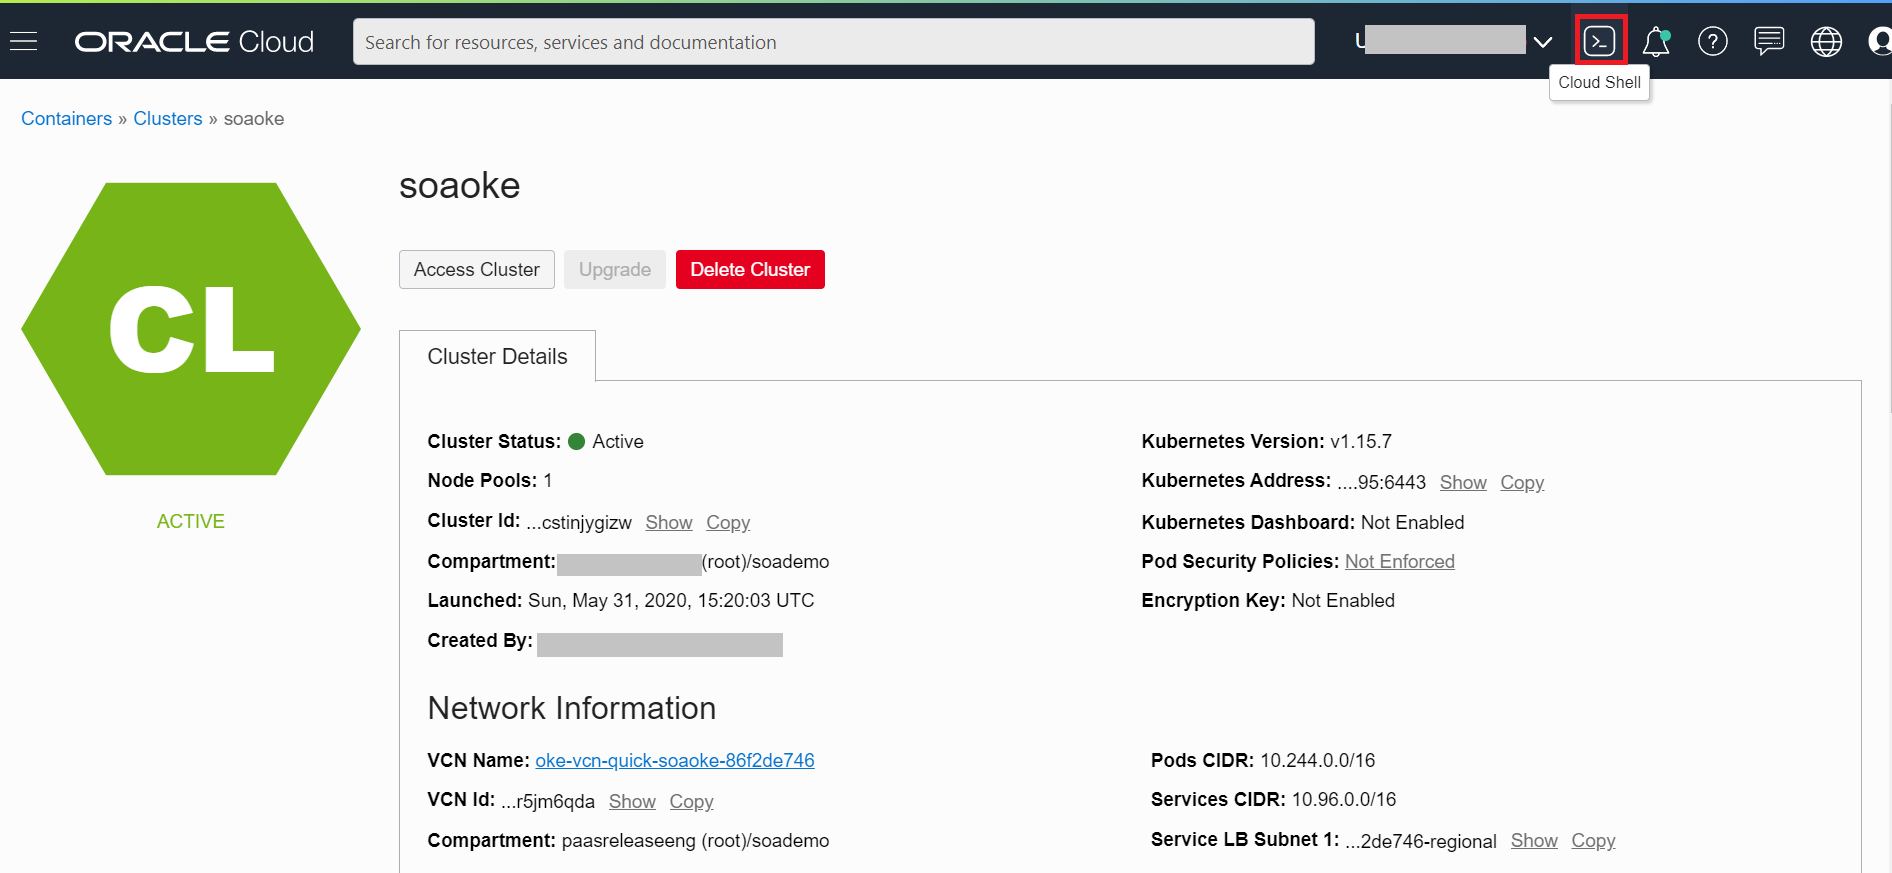 ORACLE Cloud
Search for resources, services and documentation
Cloud Shell
Containers » Clusters » soaoke
CL
ACTIVE
soaoke
Access Cluster Upgrade Delete Cluster
Cluster Details
Cluster Status: Active
Node Pools: 1
Cluster Id: ...cstinjygizw Show Copy
Compartment: (root)/soademo
Launched: Sun, May 31, 2020, 15:20:03 UTC
Created By:
Kubernetes Version: v1.15.7
Kubernetes Address: ....95:6443 Show Copy
Kubernetes Dashboard: Not Enabled
Pod Security Policies: Not Enforced
Encryption Key: Not Enabled
Network Information
VCN Name: oke-vcn-quick-soaoke-86f2de746
VCN Id: ...r5jm6qda Show Copy
Compartment: paasreleaseeng (root)/soademo
Pods CIDR: 10.244.0.0/16
Services CIDR: 10.96.0.0/16
Service LB Subnet 1: ...2de746-regional Show Copy